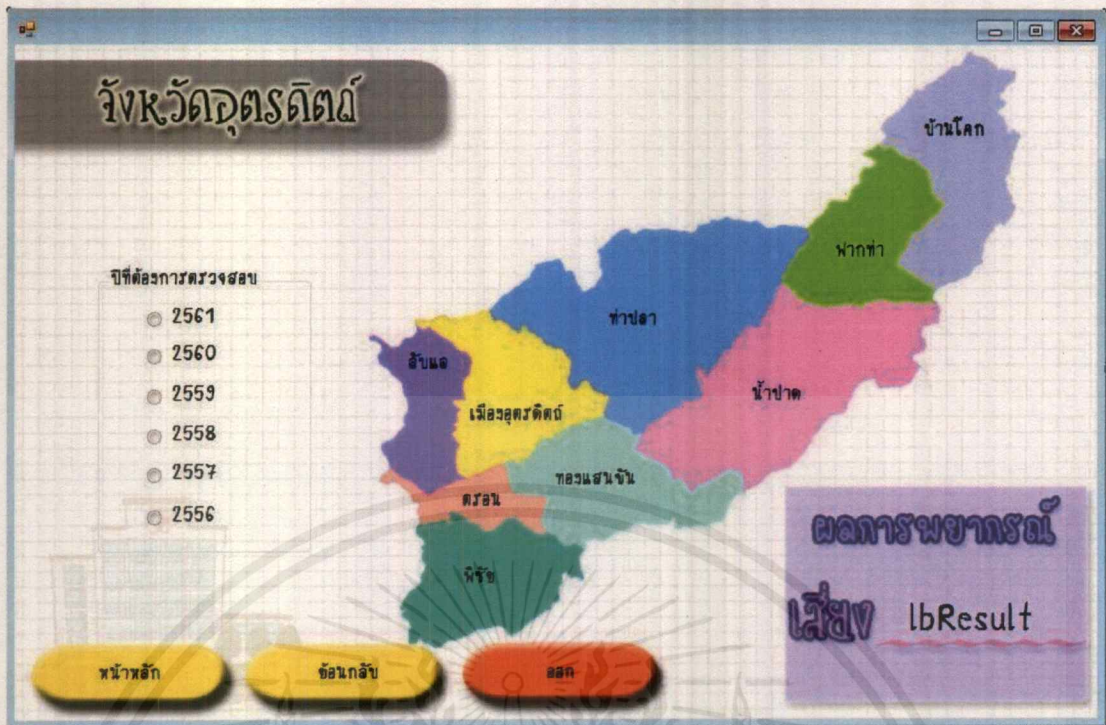 จังหวัดอุตรดิตถ์
บ้านโคก
ฟากท่า
ปีที่ต้องการตรวจสอบ
2561
2560
2559
2558
2557
2556
ท่าปลา
ลับแล
น้ำปาด
เมืองอุตรดิตถ์
ทองแสนขัน
ตรอน
พิชัย
ผลการพยากรณ์
เสี่ยง lbResult
หน้าหลัก
ย้อนกลับ
ออก